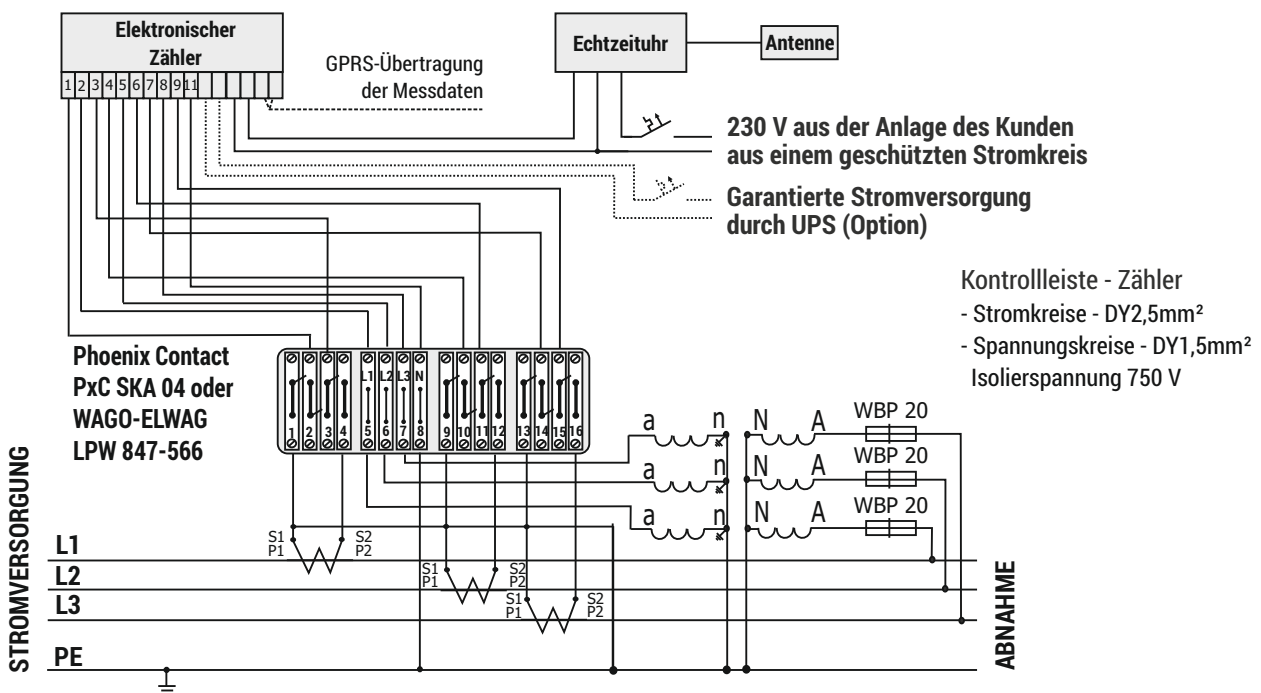 Elektronischer
Zähler
1 2 3 4 5 6 7 8 9 11
GPRS-Übertragung
der Messdaten
Echtzeituhr
Antenne
230 V aus der Anlage des Kunden
aus einem geschützten Stromkreis
Garantierte Stromversorgung
durch UPS (Option)
Kontrollleiste - Zähler
- Stromkreise - DY2,5mm²
- Spannungskreise - DY1,5mm²
Isolierspannung 750 V
Phoenix Contact
PxC SKA 04 oder
WAGO-ELWAG
LPW 847-566
L1 L2 L3 N
1 2 3 4 5 6 7 8 9 10 11 12 13 14 15 16
a n N A WBP 20
a n N A WBP 20
a n N A WBP 20
STROMVERSORGUNG
L1
S1 S2
P1 P2
L2
S1 S2
P1 P2
L3
S1 S2
P1 P2
PE
ABNAHME